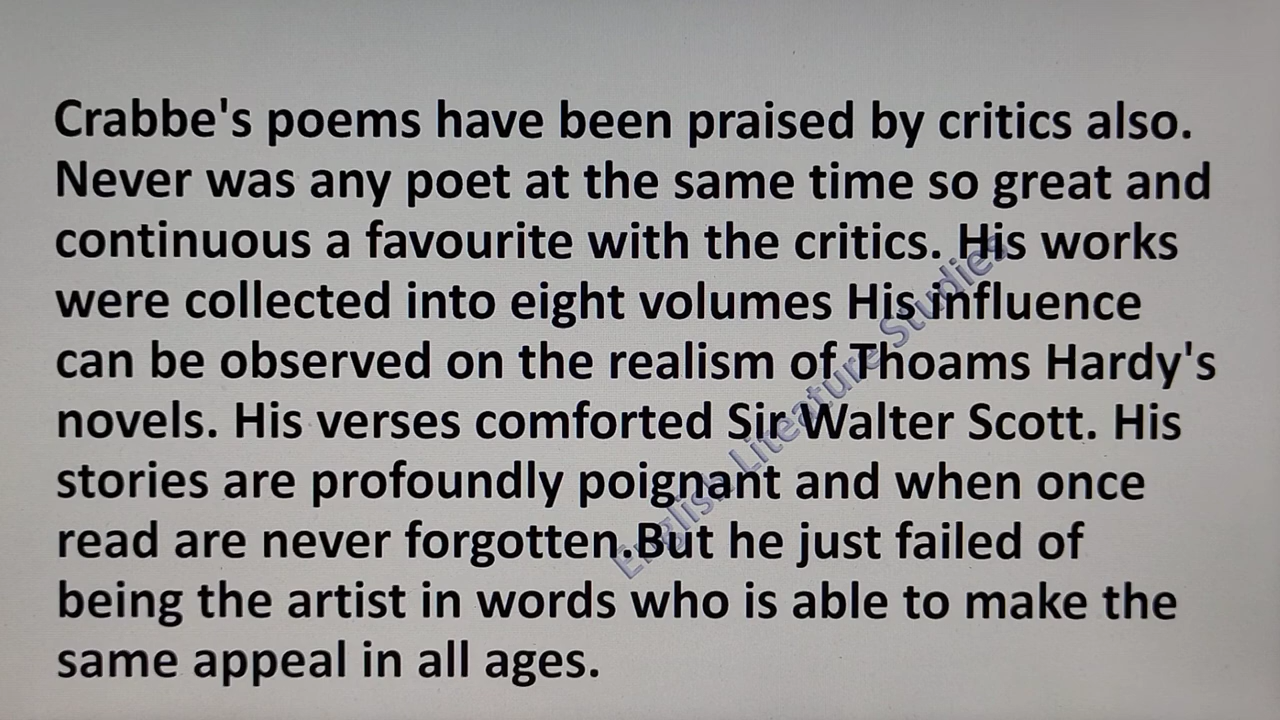 Crabbe's poems have been praised by critics also.
Never was any poet at the same time so great and
continuous a favourite with the critics. His works
were collected into eight volumes His influence
can be observed on the realism of Thoams Hardy's
novels. His verses comforted Sir Walter Scott. His
stories are profoundly poignant and when once
read are never forgotten.But he just failed of
being the artist in words who is able to make the
same appeal in all ages.
English Liteature Studies